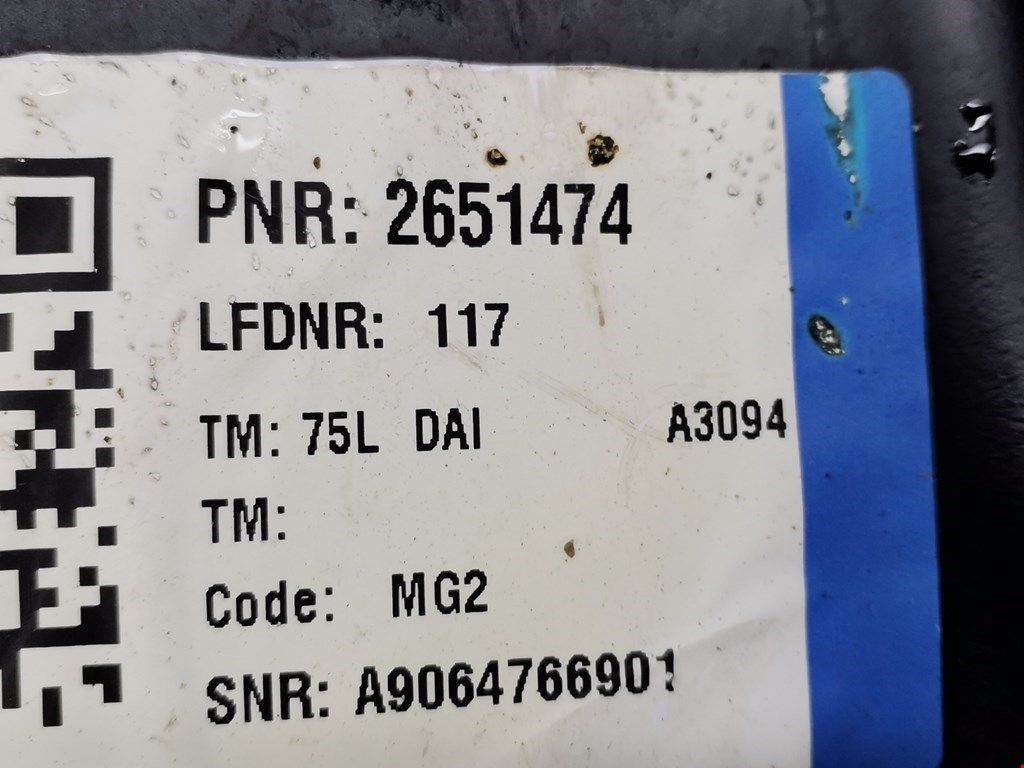 PNR: 2651474
LFDNR: 117
TM: 75L DAI A3094
TM:
Code: MG2
SNR: A9064766901